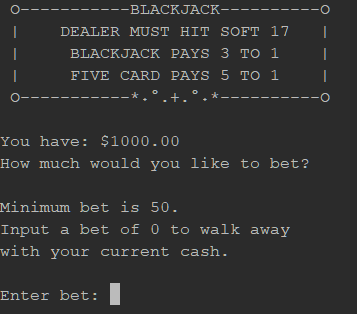 O-----------BLACKJACK----------O
|    DEALER MUST HIT SOFT 17   |
|     BLACKJACK PAYS 3 TO 1    |
|     FIVE CARD PAYS 5 TO 1    |
O-----------*˖°.+.°˖*----------O
You have: $1000.00
How much would you like to bet?
Minimum bet is 50.
Input a bet of 0 to walk away
with your current cash.
Enter bet: